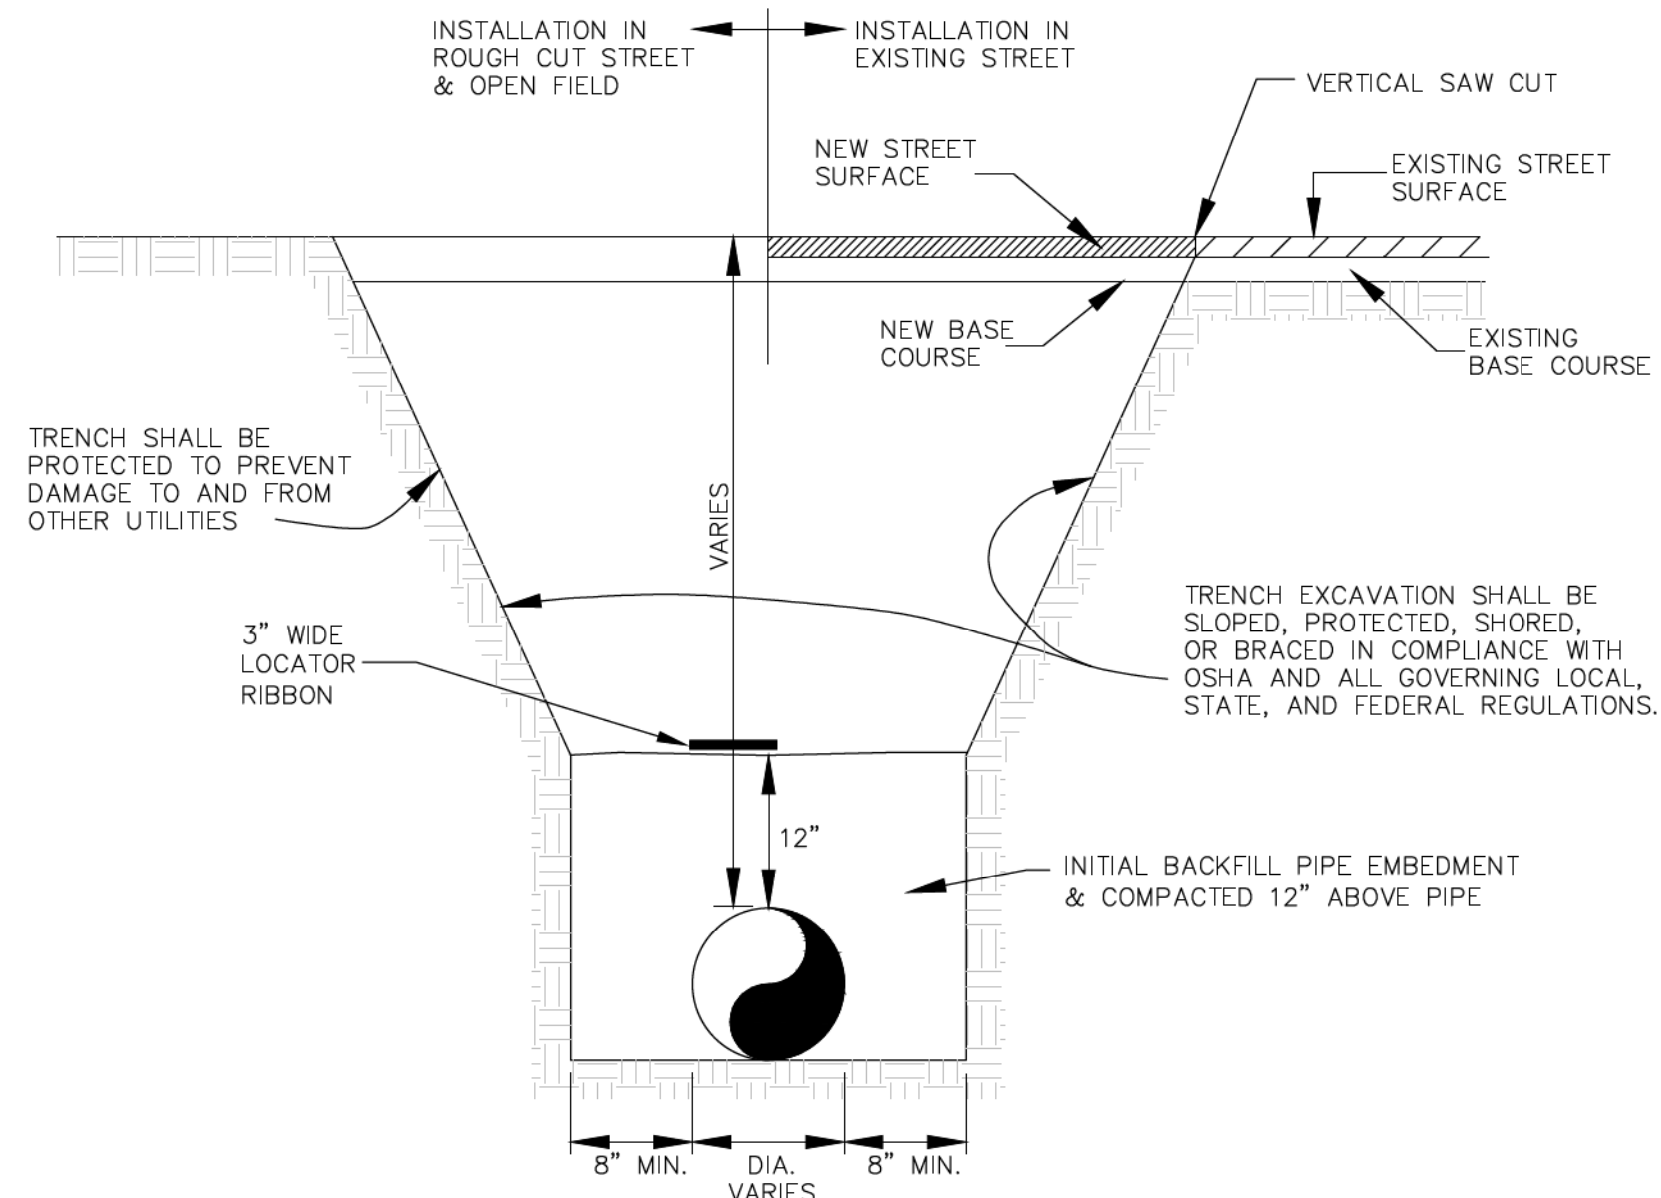 INSTALLATION IN
ROUGH CUT STREET
& OPEN FIELD
INSTALLATION IN
EXISTING STREET
VERTICAL SAW CUT
NEW STREET
SURFACE
EXISTING STREET
SURFACE
NEW BASE
COURSE
EXISTING
BASE COURSE
TRENCH SHALL BE
PROTECTED TO PREVENT
DAMAGE TO AND FROM
OTHER UTILITIES
VARIES
3" WIDE
LOCATOR
RIBBON
TRENCH EXCAVATION SHALL BE
SLOPED, PROTECTED, SHORED,
OR BRACED IN COMPLIANCE WITH
OSHA AND ALL GOVERNING LOCAL,
STATE, AND FEDERAL REGULATIONS.
12"
INITIAL BACKFILL PIPE EMBEDMENT
& COMPACTED 12" ABOVE PIPE
8" MIN.
DIA.
VARIES
8" MIN.